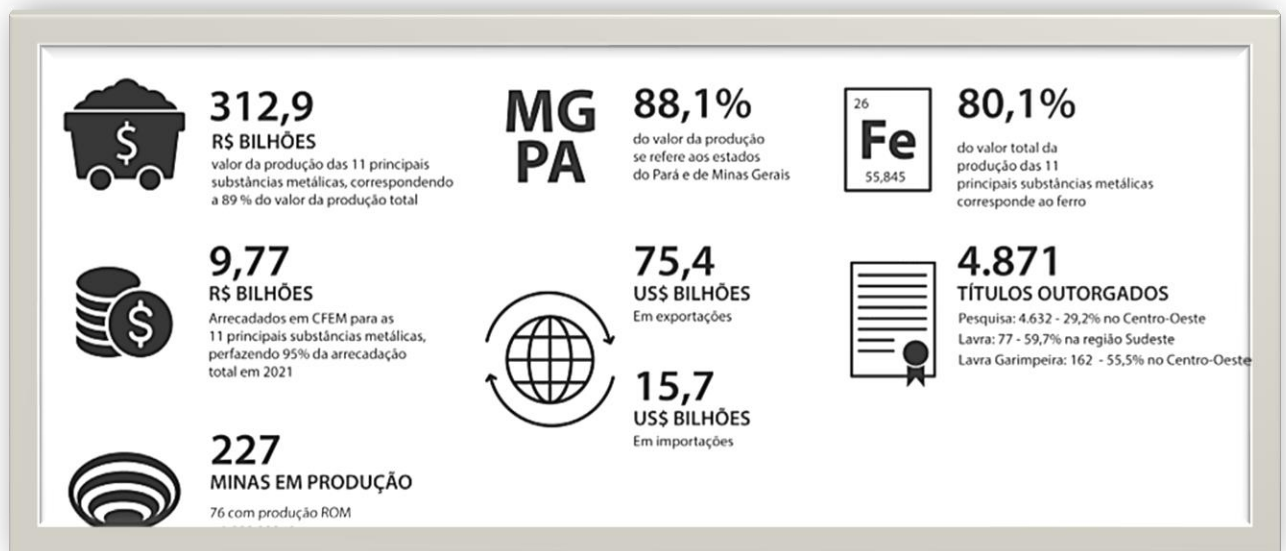 312,9
R$ BILHÕES
valor da produção das 11 principais
substâncias metálicas, correspondendo
a 89 % do valor da produção total
MG
PA
88,1%
do valor da produção
se refere aos estados
do Pará e de Minas Gerais
26
Fe
55,845
80,1%
do valor total da
produção das 11
principais substâncias metálicas
corresponde ao ferro
9,77
R$ BILHÕES
Arrecadados em CFEM para as
11 principais substâncias metálicas,
perfazendo 95% da arrecadação
total em 2021
75,4
US$ BILHÕES
Em exportações
15,7
US$ BILHÕES
Em importações
4.871
TÍTULOS OUTORGADOS
Pesquisa: 4.632 - 29,2% no Centro-Oeste
Lavra: 77 - 59,7% na região Sudeste
Lavra Garimpeira: 162 - 55,5% no Centro-Oeste
227
MINAS EM PRODUÇÃO
76 com produção ROM